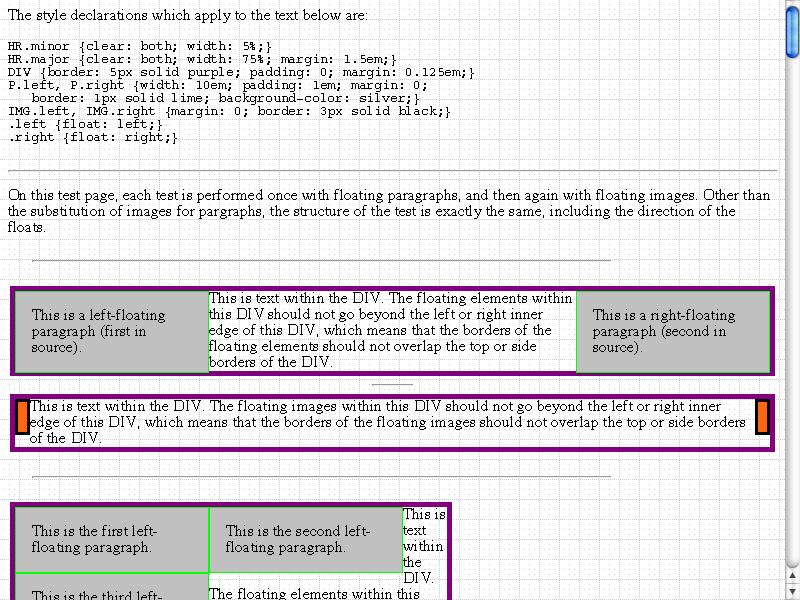 The style declarations which apply to the text below are:
HR.minor {clear: both; width: 5%;}
HR.major {clear: both; width: 75%; margin: 1.5em;}
DIV {border: 5px solid purple; padding: 0; margin: 0.125em;}
P.left, P.right {width: 10em; padding: 1em; margin: 0;
border: 1px solid lime; background-color: silver;}
IMG.left, IMG.right {margin: 0; border: 3px solid black;}
.left {float: left;}
.right {float: right;}
On this test page, each test is performed once with floating paragraphs, and then again with floating images. Other than
the substitution of images for pargraphs, the structure of the test is exactly the same, including the direction of the
floats.
This is a left-floating
paragraph (first in
source).
This is text within the DIV. The floating elements within
this DIV should not go beyond the left or right inner
edge of this DIV, which means that the borders of the
floating elements should not overlap the top or side
borders of the DIV.
This is a right-floating
paragraph (second in
source).
This is text within the DIV. The floating images within this DIV should not go beyond the left or right inner
edge of this DIV, which means that the borders of the floating images should not overlap the top or side borders
of the DIV.
This is the first left-
floating paragraph.
This is the second left-
floating paragraph.
This is
text
within
the
DIV.
This is the third left-
The floating elements within this